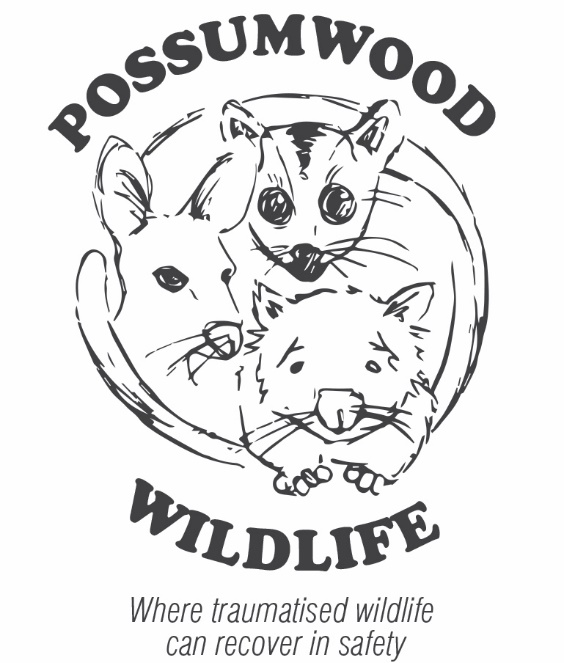 POSSUMWOOD
WILDLIFE
Where traumatised wildlife
can recover in safety